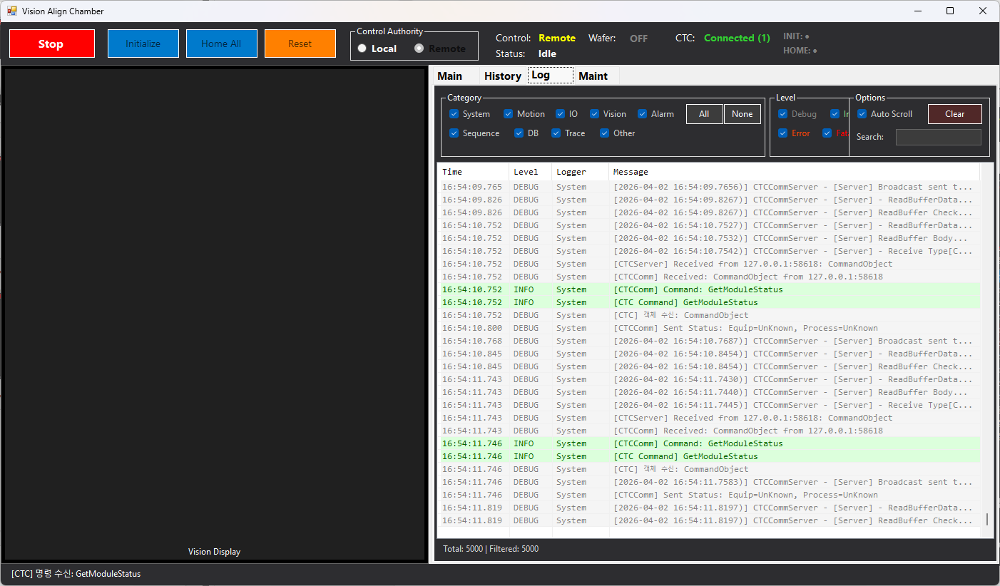 Vision Align Chamber
Stop
Initialize
Home All
Reset
Control Authority
Local
Remote
Control: Remote
Wafer: OFF
CTC: Connected (1)
INIT: ●
Status: Idle
HOME: ●
Main
History
Log
Maint
Category
System
Motion
IO
Vision
Alarm
All
None
Sequence
DB
Trace
Other
Level
Debug
Error
Options
Auto Scroll
Clear
Search:
Time Level Logger Message
16:54:09.765 DEBUG System [2026-04-02 16:54:09.7656)] CTCCommServer - [Server] Broadcast sent t...
16:54:09.826 DEBUG System [2026-04-02 16:54:09.8267)] CTCCommServer - [Server] - ReadBufferData...
16:54:09.826 DEBUG System [2026-04-02 16:54:09.8267)] CTCCommServer - [Server] ReadBuffer Check...
16:54:10.752 DEBUG System [2026-04-02 16:54:10.7527)] CTCCommServer - [Server] - ReadBufferData...
16:54:10.752 DEBUG System [2026-04-02 16:54:10.7532)] CTCCommServer - [Server] ReadBuffer Body...
16:54:10.752 DEBUG System [2026-04-02 16:54:10.7542)] CTCCommServer - [Server] - Receive Type[C...
16:54:10.752 DEBUG System [CTCServer] Received from 127.0.0.1:58618: CommandObject
16:54:10.752 DEBUG System [CTCComm] Received: CommandObject from 127.0.0.1:58618
16:54:10.752 INFO System [CTCComm] Command: GetModuleStatus
16:54:10.752 INFO System [CTC Command] GetModuleStatus
16:54:10.752 DEBUG System [CTC] 객체 수신: CommandObject
16:54:10.800 DEBUG System [CTCComm] Sent Status: Equip=UnKnown, Process=UnKnown
16:54:10.768 DEBUG System [2026-04-02 16:54:10.7687)] CTCCommServer - [Server] Broadcast sent t...
16:54:10.845 DEBUG System [2026-04-02 16:54:10.8454)] CTCCommServer - [Server] - ReadBufferData...
16:54:10.845 DEBUG System [2026-04-02 16:54:10.8454)] CTCCommServer - [Server] ReadBuffer Check...
16:54:11.743 DEBUG System [2026-04-02 16:54:11.7430)] CTCCommServer - [Server] - ReadBufferData...
16:54:11.743 DEBUG System [2026-04-02 16:54:11.7440)] CTCCommServer - [Server] ReadBuffer Body...
16:54:11.743 DEBUG System [2026-04-02 16:54:11.7445)] CTCCommServer - [Server] - Receive Type[C...
16:54:11.743 DEBUG System [CTCServer] Received from 127.0.0.1:58618: CommandObject
16:54:11.743 DEBUG System [CTCComm] Received: CommandObject from 127.0.0.1:58618
16:54:11.746 INFO System [CTCComm] Command: GetModuleStatus
16:54:11.746 INFO System [CTC Command] GetModuleStatus
16:54:11.746 DEBUG System [CTC] 객체 수신: CommandObject
16:54:11.746 DEBUG System [2026-04-02 16:54:11.7583)] CTCCommServer - [Server] Broadcast sent t...
16:54:11.746 DEBUG System [CTCComm] Sent Status: Equip=UnKnown, Process=UnKnown
16:54:11.819 DEBUG System [2026-04-02 16:54:11.8197)] CTCCommServer - [Server] - ReadBufferData...
16:54:11.819 DEBUG System [2026-04-02 16:54:11.8197)] CTCCommServer - [Server] ReadBuffer Check...
Total: 5000 | Filtered: 5000
Vision Display
[CTC] 명령 수신: GetModuleStatus